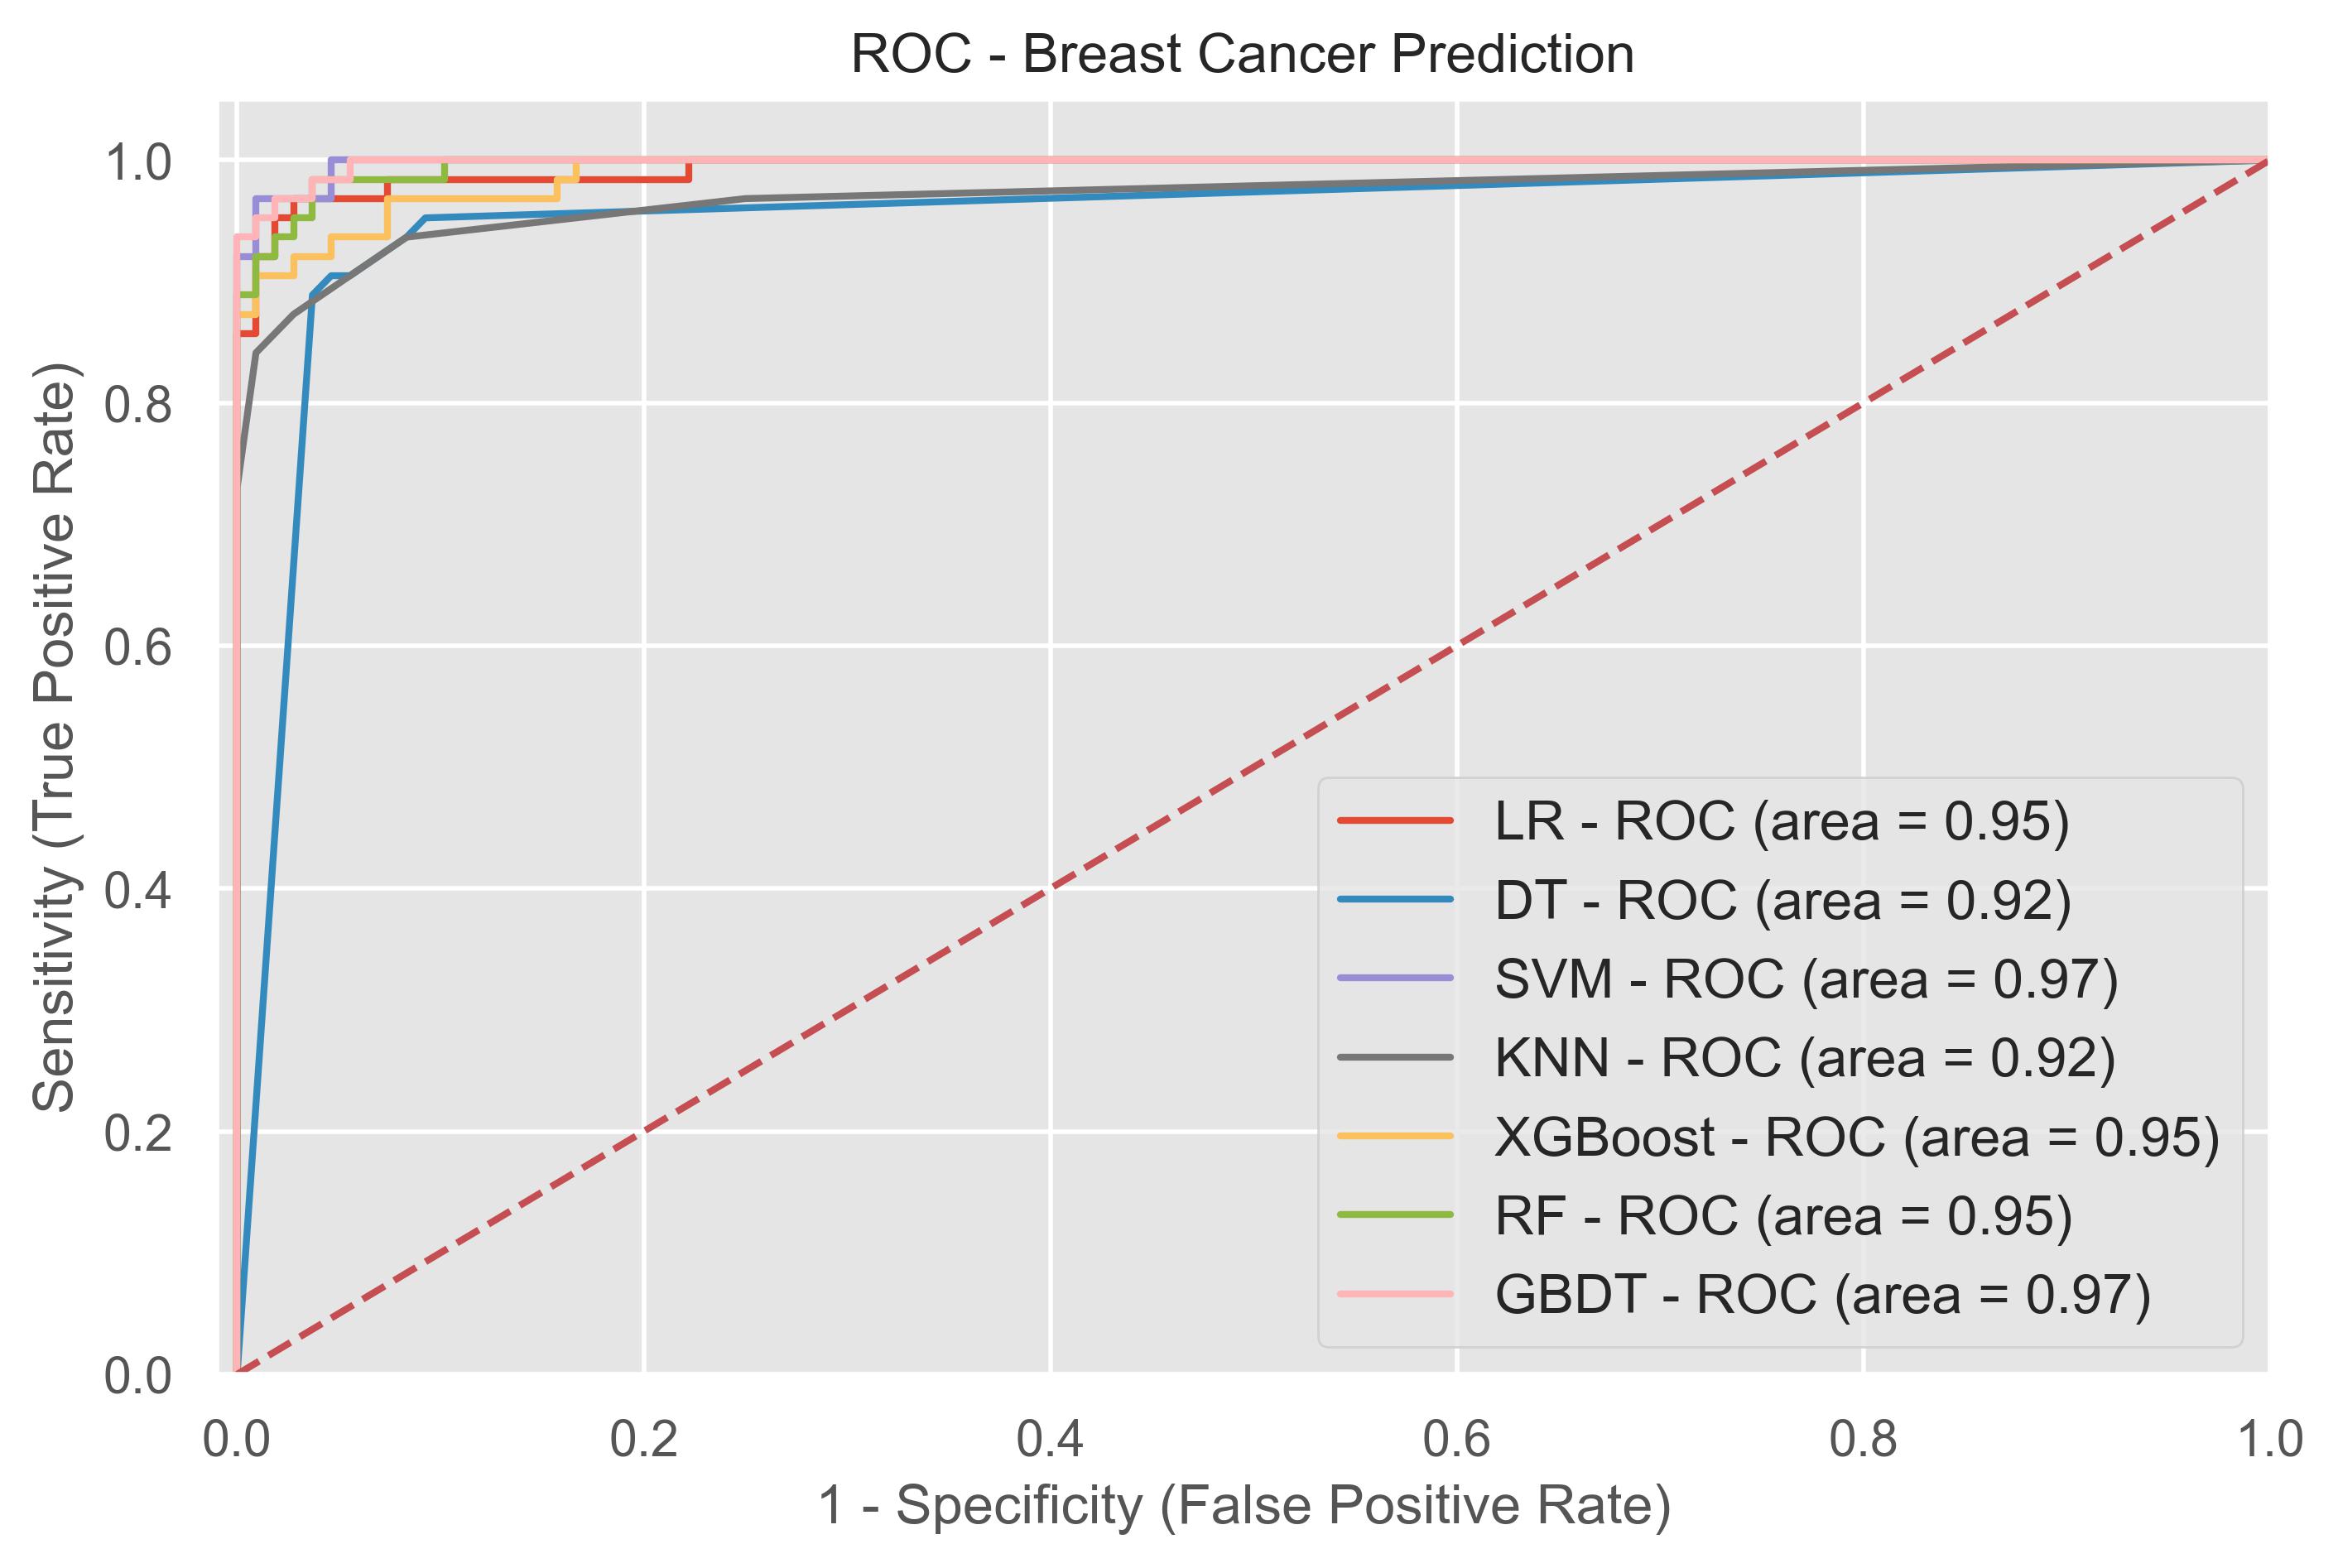 ROC - Breast Cancer Prediction
Sensitivity (True Positive Rate)
1.0
0.8
0.6
0.4
0.2
0.0
LR - ROC (area = 0.95)
DT - ROC (area = 0.92)
SVM - ROC (area = 0.97)
KNN - ROC (area = 0.92)
XGBoost - ROC (area = 0.95)
RF - ROC (area = 0.95)
GBDT - ROC (area = 0.97)
0.0 0.2 0.4 0.6 0.8 1.0
1 - Specificity (False Positive Rate)